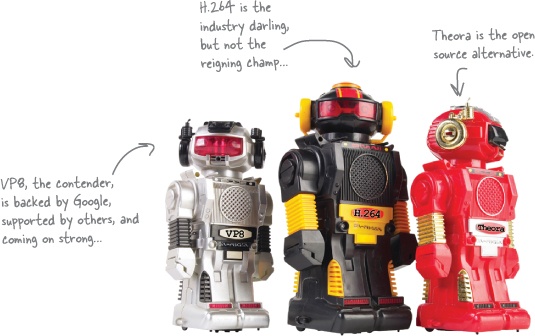 H.264 is the
industry darling,
but not the
reigning champ...
Theora is the open
source alternative.
VP8, the contender,
is backed by Google,
supported by others, and
coming on strong...
VP8
H.264
Theora